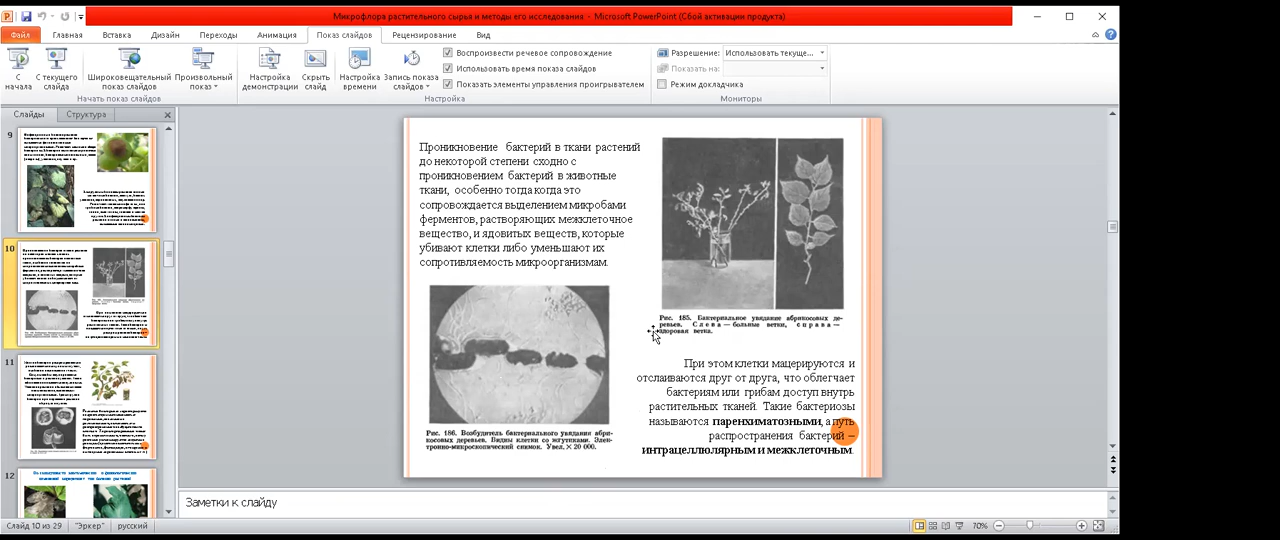 Микрофлора растительного сырья и методы его исследования - Microsoft PowerPoint (Сбой активации продукта)
Файл Главная Вставка Дизайн Переходы Анимация Показ слайдов Рецензирование Вид
С начала
С текущего слайда
Широковещательный показ слайдов
Произвольный показ
Начать показ слайдов
Настройка демонстрации
Скрыть слайд
Настройка времени
Запись показа слайдов
Воспроизвести речевое сопровождение
Использовать время показа слайдов
Показать элементы управления проигрывателем
Настройка
Разрешение: Использовать текуще...
Показать на:
Режим докладчика
Мониторы
Слайды Структура
9
10
11
12
Проникновение бактерий в ткани растений
до некоторой степени сходно с
проникновением бактерий в животные
ткани, особенно тогда когда это
сопровождается выделением микробами
ферментов, растворяющих межклеточное
вещество, и ядовитых веществ, которые
убивают клетки либо уменьшают их
сопротивляемость микроорганизмам.
Рис. 186. Возбудитель бактериального увядания абри-
косовых деревьев. Видны клетки со жгутиками. Элек-
тронно-микроскопический снимок. Увел. × 20 000.
Рис. 185. Бактериальное увядание абрикосовых де-
ревьев. Слева — больные ветки, справа —
здоровая ветка.
При этом клетки мацерируются и
отслаиваются друг от друга, что облегчает
бактериям или грибам доступ внутрь
растительных тканей. Такие бактериозы
называются паренхиматозными, а путь
распространения бактерий –
интрацеллюлярным и межклеточным.
Заметки к слайду
Слайд 10 из 29 "Эркер" русский 70%